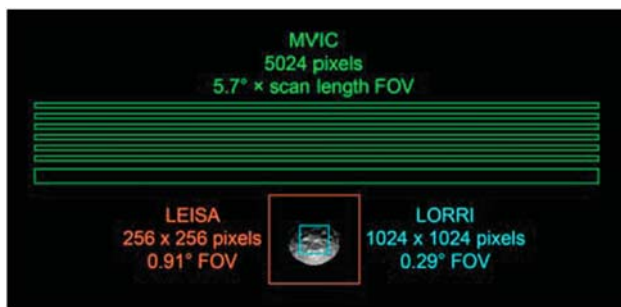 MVIC
5024 pixels
5.7° × scan length FOV
LEISA
256 x 256 pixels
0.91° FOV
LORRI
1024 x 1024 pixels
0.29° FOV